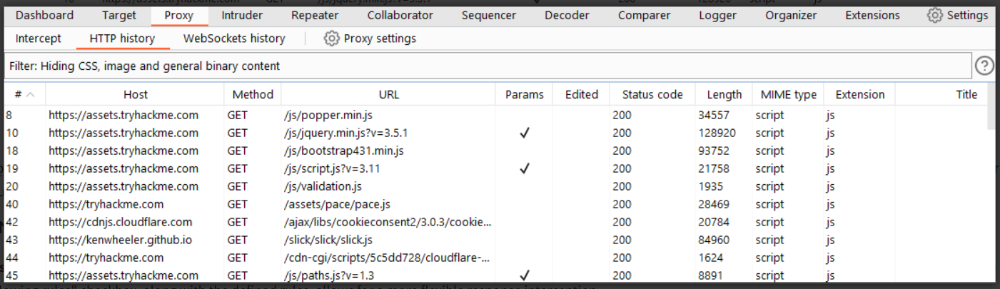 Dashboard Target Proxy Intruder Repeater Collaborator Sequencer Decoder Comparer Logger Organizer Extensions Settings
Intercept HTTP history WebSockets history Proxy settings
Filter: Hiding CSS, image and general binary content ?
# Host Method URL Params Edited Status code Length MIME type Extension Title
8 https://assets.tryhackme.com GET /js/popper.min.js 200 34557 script js
10 https://assets.tryhackme.com GET /js/jquery.min.js?v=3.5.1 ✓ 200 128920 script js
18 https://assets.tryhackme.com GET /js/bootstrap431.min.js 200 93752 script js
19 https://assets.tryhackme.com GET /js/script.js?v=3.11 ✓ 200 21758 script js
20 https://assets.tryhackme.com GET /js/validation.js 200 1935 script js
40 https://tryhackme.com GET /assets/pace/pace.js 200 28469 script js
42 https://cdnjs.cloudflare.com GET /ajax/libs/cookieconsent2/3.0.3/cookie... 200 20784 script js
43 https://kenwheeler.github.io GET /slick/slick/slick.js 200 84960 script js
44 https://tryhackme.com GET /cdn-cgi/scripts/5c5dd728/cloudflare-... 200 1624 script js
45 https://assets.tryhackme.com GET /js/paths.js?v=1.3 ✓ 200 8891 script js